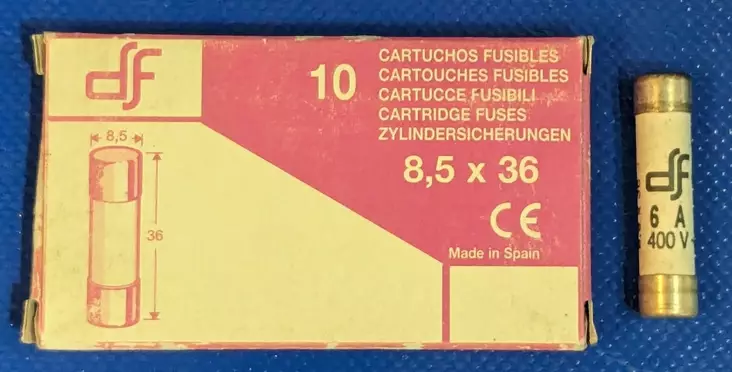 df
10
CARTUCHOS FUSIBLES
CARTOUCHES FUSIBLES
CARTUCCE FUSIBILI
CARTRIDGE FUSES
ZYLINDERSICHERUNGEN
8,5 x 36
CE
Made in Spain
8,5
36
df
6 A
400 V